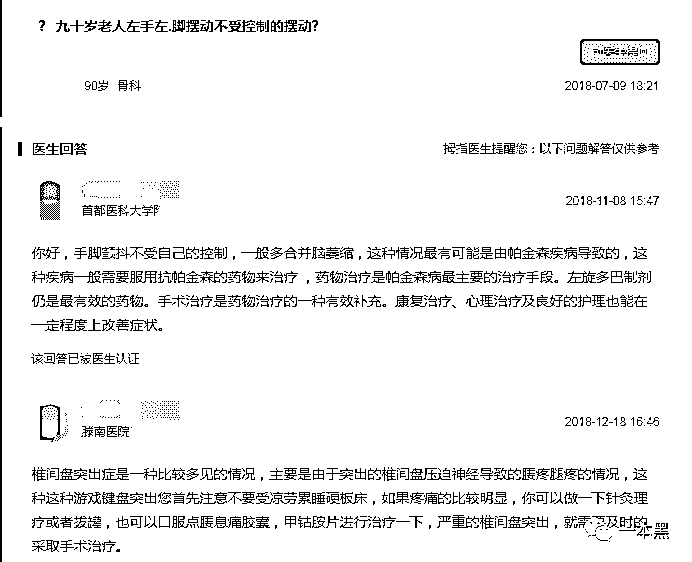 ? 九十岁老人左手左.脚摆动不受控制的摆动?
90岁 骨科
2018-07-09 18:21
医生回答
拇指医生提醒您：以下问题解答仅供参考
2018-11-08 15:47
首都医科大学
你好，手脚颤抖不受自己的控制，一般多合并脑萎缩，这种情况最有可能是由帕金森疾病导致的，这
种疾病一般需要服用抗帕金森的药物来治疗，药物治疗是帕金森病最主要的治疗手段。左旋多巴制剂
仍是最有效的药物。手术治疗是药物治疗的一种有效补充。康复治疗、心理治疗及良好的护理也能在
一定程度上改善症状。
该回答已被医生认证
滕南医院
2018-12-18 16:46
椎间盘突出症是一种比较多见的情况，主要是由于突出的椎间盘压迫神经导致的腰疼腿疼的情况，这
种这种游戏键盘突出您首先注意不要受凉劳累睡硬板床，如果疼痛的比较明显，你可以做一下针灸理
疗或者拔罐，也可以口服点腰息痛胶囊，甲钴胺片进行治疗一下，严重的椎间盘突出，就需要及时的
采取手术治疗。
一本黑